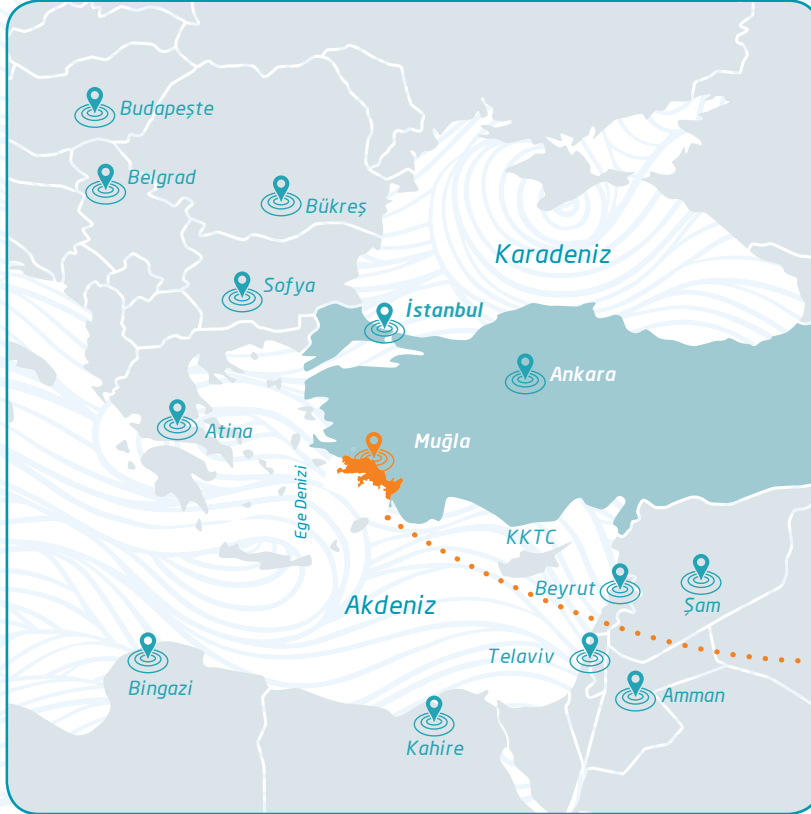 Budapeşte
Belgrad
Bükreş
Karadeniz
Sofya
İstanbul
Ankara
Atina
Muğla
Ege Denizi
KKTC
Beyrut
Şam
Akdeniz
Telaviv
Bingazi
Amman
Kahire